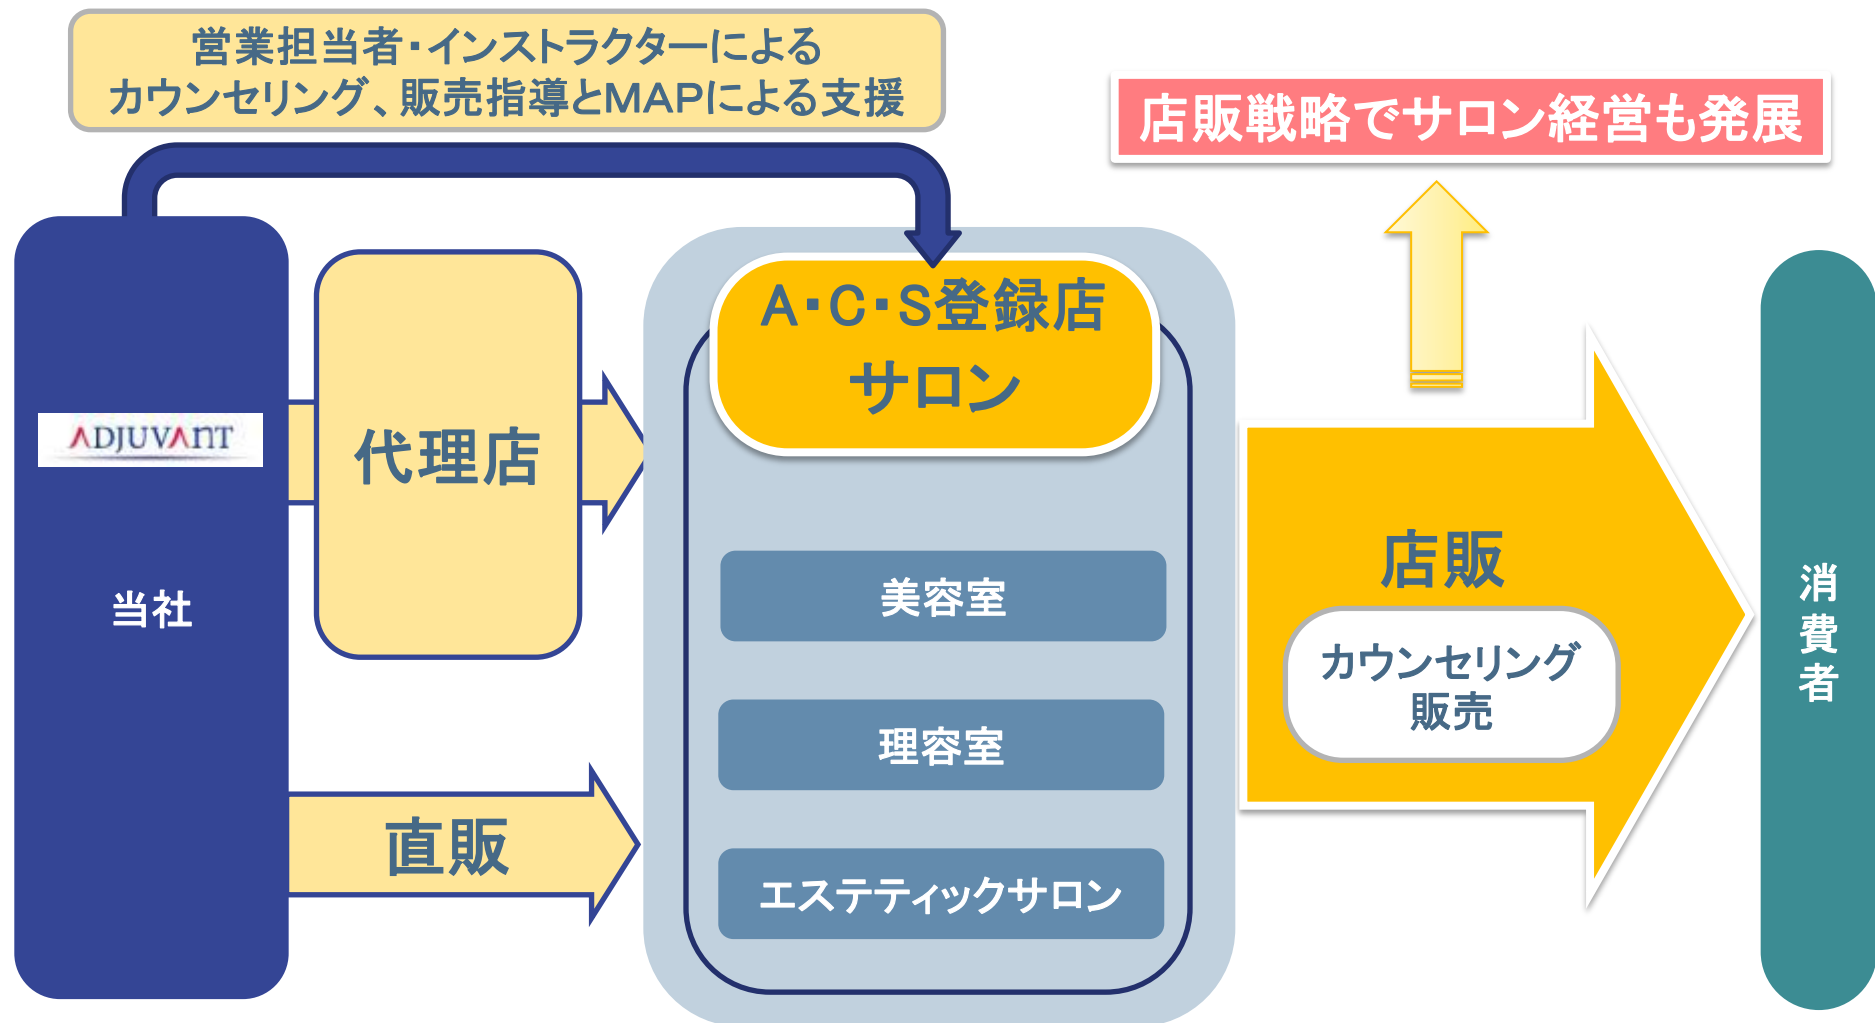 営業担当者・インストラクターによる
カウンセリング、販売指導とMAPによる支援
店販戦略でサロン経営も発展
ADJUVANT
当社
代理店
直販
A・C・S登録店
サロン
美容室
理容室
エステティックサロン
店販
カウンセリング
販売
消費者